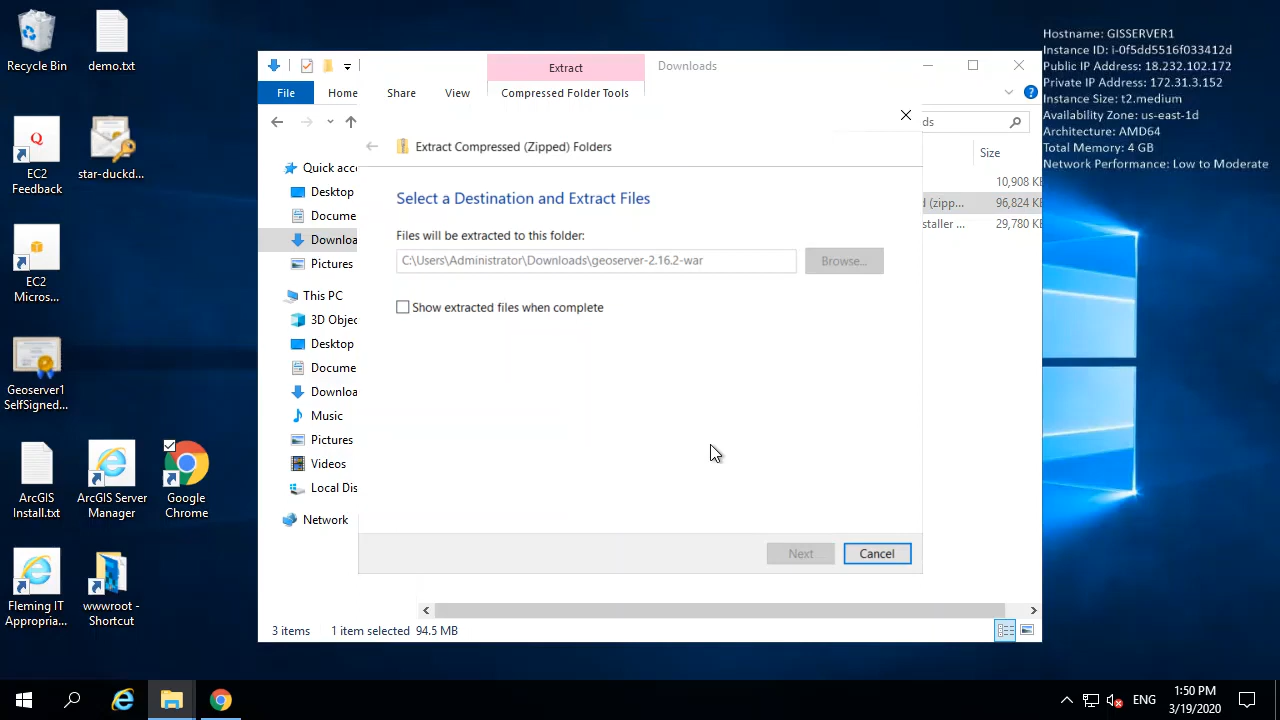 Recycle Bin
demo.txt
EC2
Feedback
star-duckd...
EC2
Micros...
Geoserver1
SelfSigned...
ArcGIS
Install.txt
ArcGIS Server
Manager
Google
Chrome
Fleming IT
Appropria...
wwwroot -
Shortcut
Extract
Downloads
File
Home
Share
View
Compressed Folder Tools
ds
Size
Quick acc
Desktop
Docume
Downloa
Pictures
This PC
3D Objec
Desktop
Docume
Downloa
Music
Pictures
Videos
Local Dis
Network
10,908 KB
d (zipp...
96,824 KB
staller ...
29,780 KB
Extract Compressed (Zipped) Folders
Select a Destination and Extract Files
Files will be extracted to this folder:
C:\Users\Administrator\Downloads\geoserver-2.16.2-war
Browse...
Show extracted files when complete
Next
Cancel
3 items
1 item selected 94.5 MB
Hostname: GISSERVER1
Instance ID: i-0f5dd5516f033412d
Public IP Address: 18.232.102.172
Private IP Address: 172.31.3.152
Instance Size: t2.medium
Availability Zone: us-east-1d
Architecture: AMD64
Total Memory: 4 GB
Network Performance: Low to Moderate
ENG
1:50 PM
3/19/2020